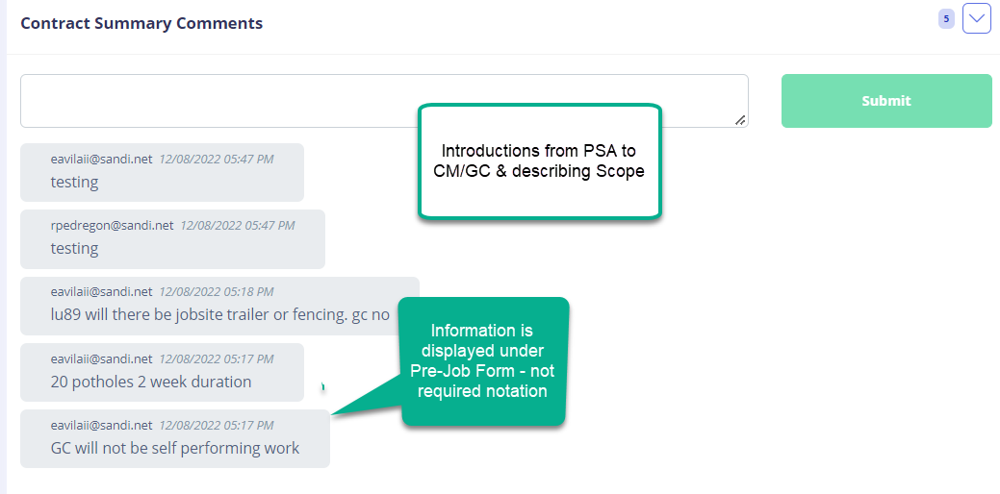 Contract Summary Comments
5
Submit
Introductions from PSA to
CM/GC & describing Scope
eavilaii@sandi.net 12/08/2022 05:47 PM
testing
rpedregon@sandi.net 12/08/2022 05:47 PM
testing
eavilaii@sandi.net 12/08/2022 05:18 PM
lu89 will there be jobsite trailer or fencing. gc no
Information is
displayed under
Pre-Job Form - not
required notation
eavilaii@sandi.net 12/08/2022 05:17 PM
20 potholes 2 week duration
eavilaii@sandi.net 12/08/2022 05:17 PM
GC will not be self performing work